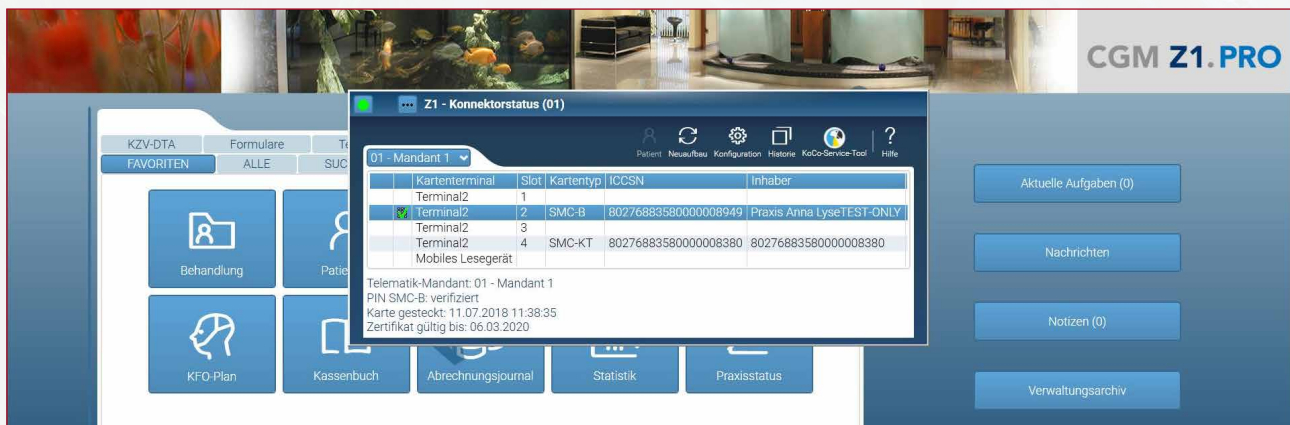 CGM Z1.PRO
Z1 - Konnektorstatus (01)
Patient Neuaufbau Konfiguration Historie KoCo-Service-Tool Hilfe
01 - Mandant 1
Kartenterminal Slot Kartentyp ICCSN Inhaber
Terminal2 1
Terminal2 2 SMC-B 80276883580000008949 Praxis Anna LyseTEST-ONLY
Terminal2 3
Terminal2 4 SMC-KT 80276883580000008380 80276883580000008380
Mobiles Lesegerät
Telematik-Mandant: 01 - Mandant 1
PIN SMC-B: verifiziert
Karte gesteckt: 11.07.2018 11:38:35
Zertifikat gültig bis: 06.03.2020
KZV-DTA Formulare
FAVORITEN ALLE
Behandlung
KFO-Plan Kassenbuch Abrechnungsjournal Statistik Praxisstatus
Aktuelle Aufgaben (0)
Nachrichten
Notizen (0)
Verwaltungsarchiv